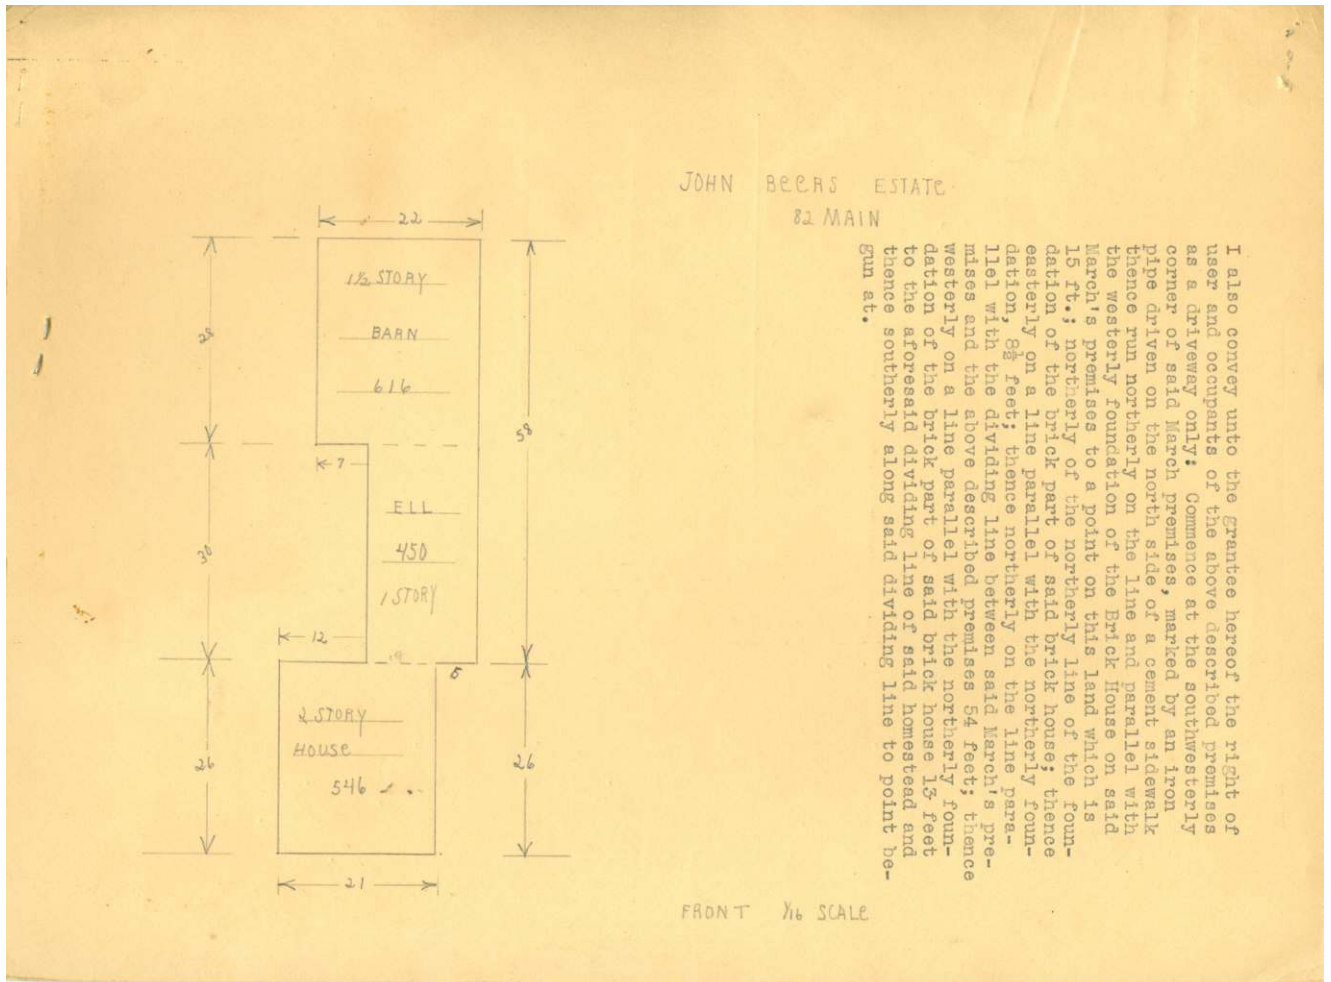 JOHN BEERS ESTATE
82 MAIN
22
1½ STORY
BARN
616
28
58
7
ELL
450
1 STORY
30
12
19
5
2 STORY
HOUSE
546
26
26
21
FRONT 1/16 SCALE
I also convey unto the grantee hereof the right of
user and occupants of the above described premises
as a driveway only: Commence at the southwesterly
corner of said March premises, marked by an iron
pipe driven on the north side of a cement sidewalk
thence run northerly on the line and parallel with
the westerly foundation of the Brick House on said
March's premises to a point on this land which is
15 ft.; northerly of the northerly line of the foun-
dation of the brick part of said brick house; thence
easterly on a line parallel with the northerly foun-
dation, 8½ feet; thence northerly on the line para-
llel with the dividing line between said March's pre-
mises and the above described premises 54 feet; thence
westerly on a line parallel with the northerly foun-
dation of the brick part of said brick house 13 feet
to the aforesaid dividing line of said homestead and
thence southerly along said dividing line to point be-
gun at.